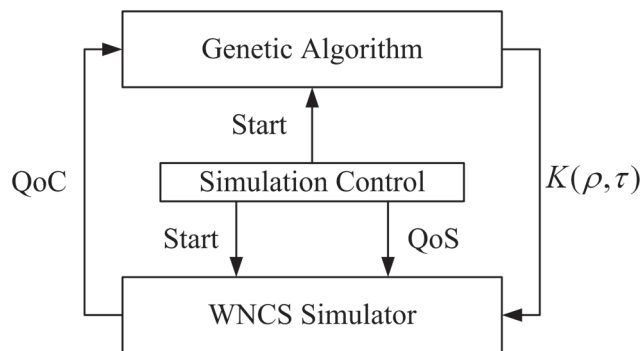 Genetic Algorithm
Start
QoC
Simulation Control
K(ρ,τ)
Start
QoS
WNCS Simulator